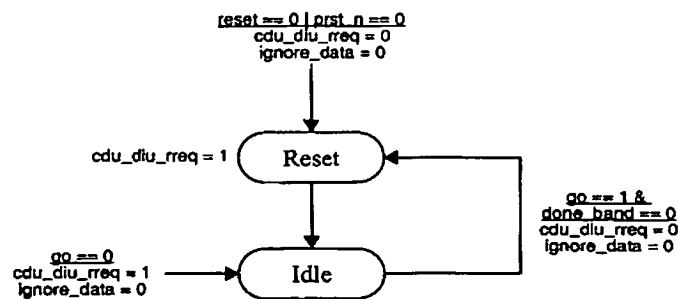 reset == 0 | prst_n == 0
cdu_diu_rreq = 0
ignore_data = 0
cdu_diu_rreq = 1
Reset
go == 1 &
done_band == 0
cdu_diu_rreq = 0
ignore_data = 0
go == 0
cdu_diu_rreq = 1
ignore_data = 0
Idle